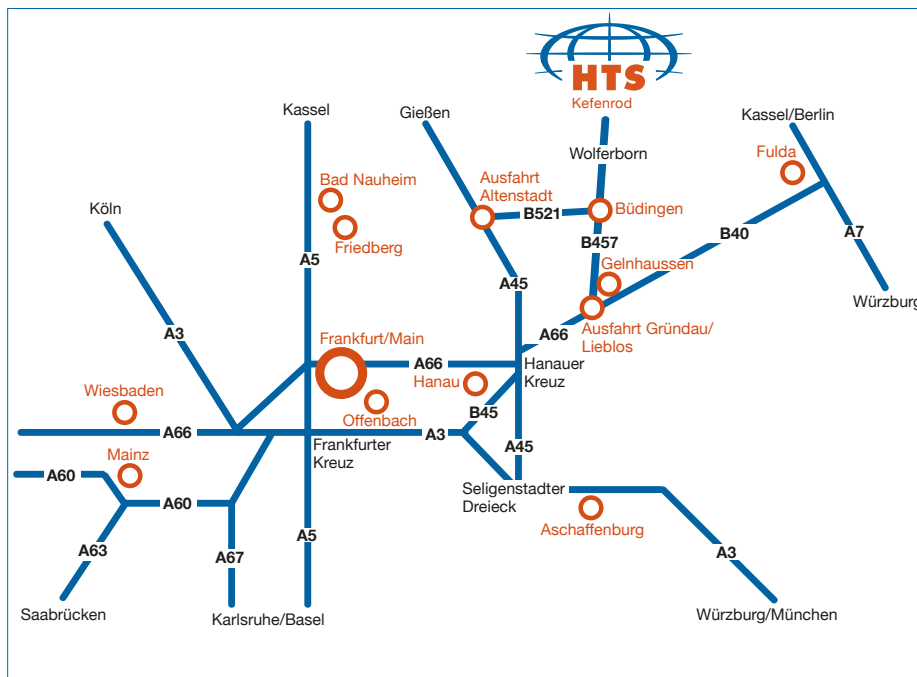 HTS
Kefenrod
Kassel
Gießen
Kassel/Berlin
Wolferborn
Fulda
Bad Nauheim
Ausfahrt
Altenstadt
Köln
B521
Büdingen
Friedberg
B40
A7
A5
B457
Gelnhaussen
A45
Würzburg
A3
A66
Ausfahrt Gründau/
Lieblos
Frankfurt/Main
A66
Hanauer
Kreuz
Hanau
Wiesbaden
Offenbach
B45
A66
A3
Frankfurter
Kreuz
A45
Mainz
A60
Seligenstadter
Dreieck
A60
Aschaffenburg
A63
A67
A5
A3
Saabrücken
Karlsruhe/Basel
Würzburg/München